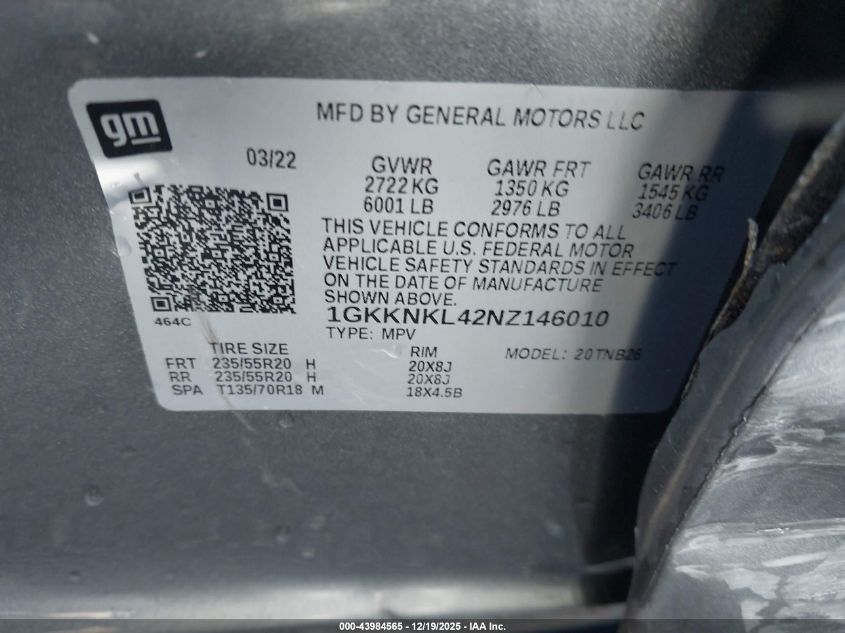 gm
MFD BY GENERAL MOTORS LLC
03/22
GVWR GAWR FRT GAWR RR
2722 KG 1350 KG 1545 KG
6001 LB 2976 LB 3406 LB
THIS VEHICLE CONFORMS TO ALL
APPLICABLE U.S. FEDERAL MOTOR
VEHICLE SAFETY STANDARDS IN EFFECT
ON THE DATE OF MANUFACTURE
SHOWN ABOVE.
464C
1GKKNKL42NZ146010
TYPE: MPV
MODEL: 20TNB26
TIRE SIZE RIM
FRT 235/55R20 H 20X8J
RR 235/55R20 H 20X8J
SPA T135/70R18 M 18X4.5B
000-43984565 - 12/19/2025 - IAA Inc.